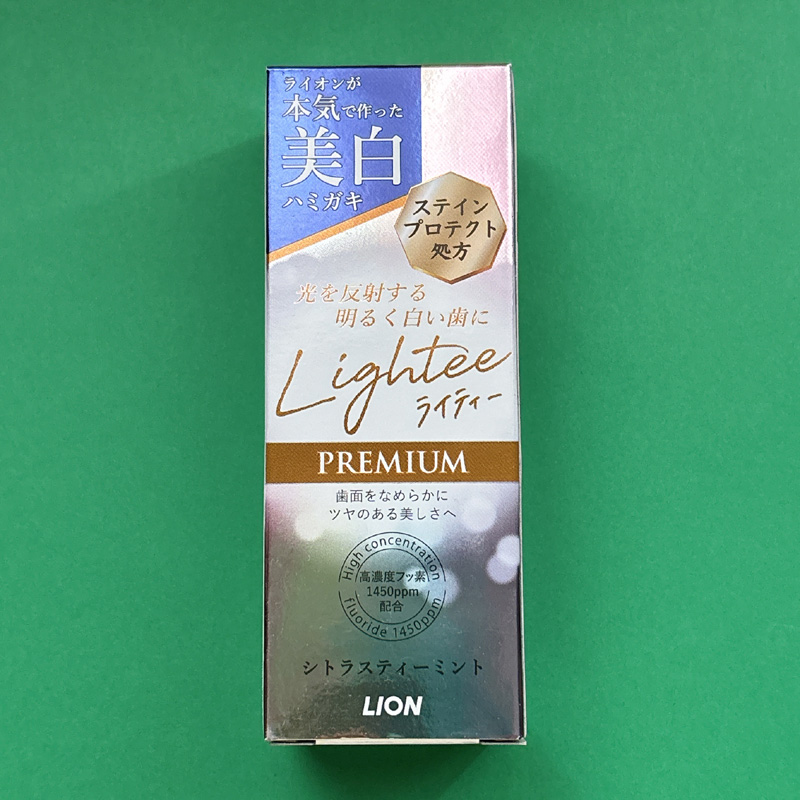 ライオンが
本気で作った
美白
ハミガキ
ステイン
プロテクト
処方
光を反射する
明るく白い歯に
Lightee
ライティー
PREMIUM
歯面をなめらかに
ツヤのある美しさへ
High concentration
高濃度フッ素
1450ppm
配合
fluoride 1450ppm
シトラスティーミント
LION